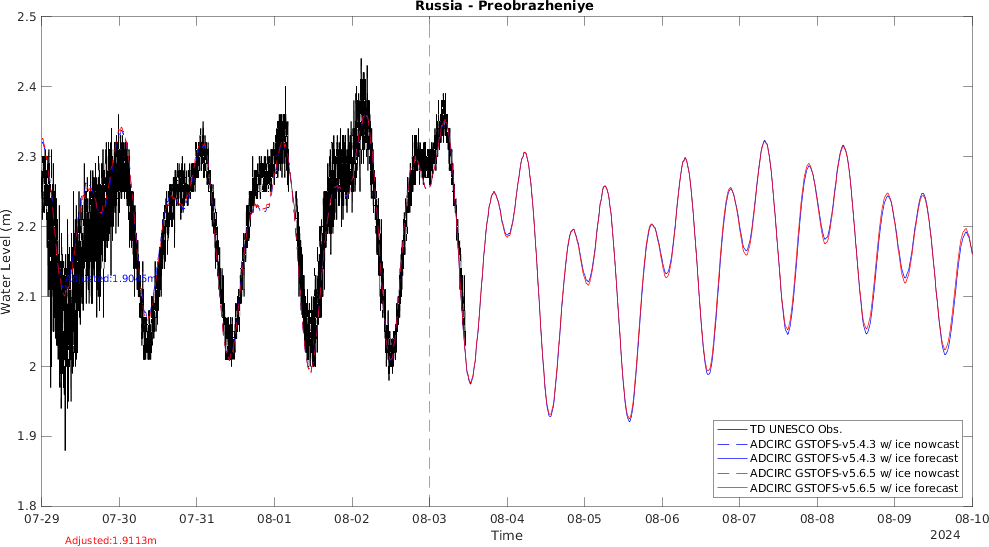 Russia - Preobrazheniye
2.5
2.4
2.3
2.2
2.1
2
1.9
1.8
Water Level (m)
TD UNESCO Obs.
ADCIRC GSTOFS-v5.4.3 w/ ice nowcast
ADCIRC GSTOFS-v5.4.3 w/ ice forecast
ADCIRC GSTOFS-v5.6.5 w/ ice nowcast
ADCIRC GSTOFS-v5.6.5 w/ ice forecast
07-29 07-30 07-31 08-01 08-02 08-03 08-04 08-05 08-06 08-07 08-08 08-09 08-10
Time
2024
Adjusted:1.9113m